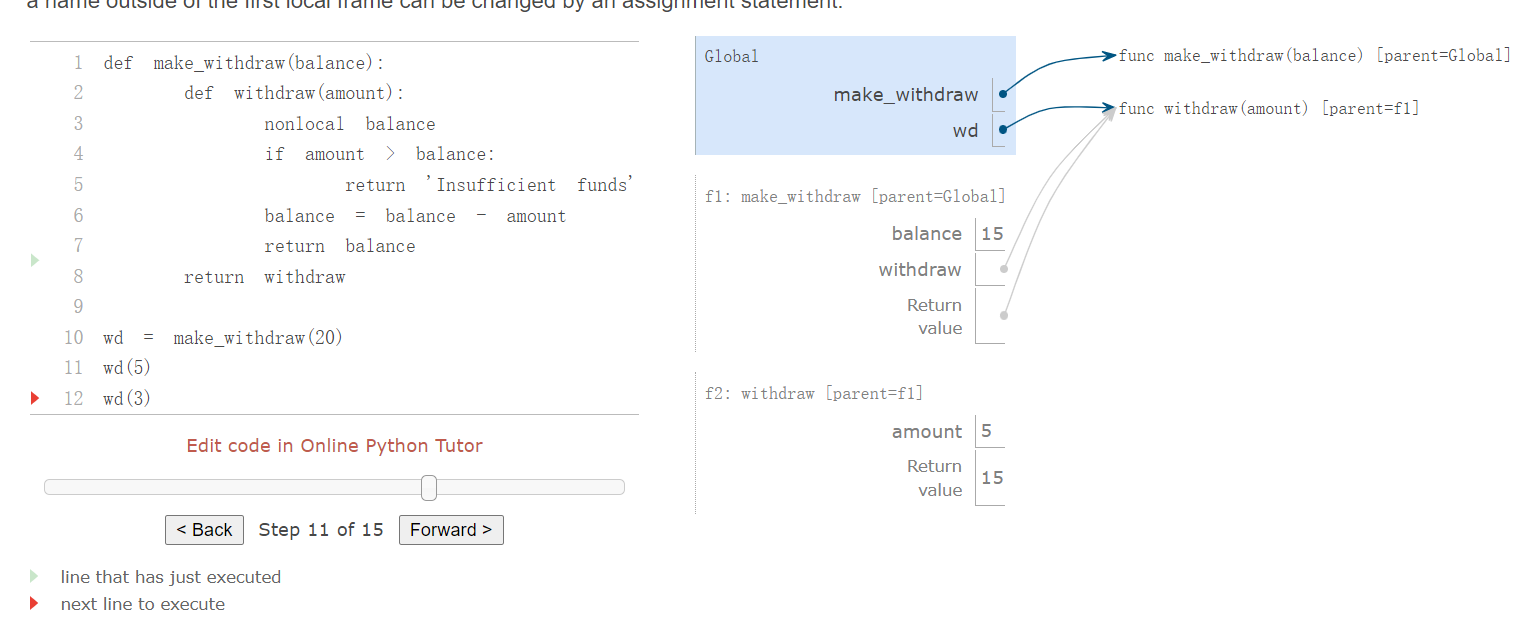 a name outside of the first local frame can be changed by an assignment statement.
1 def make_withdraw(balance):
2 def withdraw(amount):
3 nonlocal balance
4 if amount > balance:
5 return 'Insufficient funds'
6 balance = balance - amount
7 return balance
8 return withdraw
9
10 wd = make_withdraw(20)
11 wd(5)
12 wd(3)
Edit code in Online Python Tutor
< Back Step 11 of 15 Forward >
line that has just executed
next line to execute
Global
make_withdraw
wd
func make_withdraw(balance) [parent=Global]
func withdraw(amount) [parent=f1]
f1: make_withdraw [parent=Global]
balance 15
withdraw
Return
value
f2: withdraw [parent=f1]
amount 5
Return
value 15